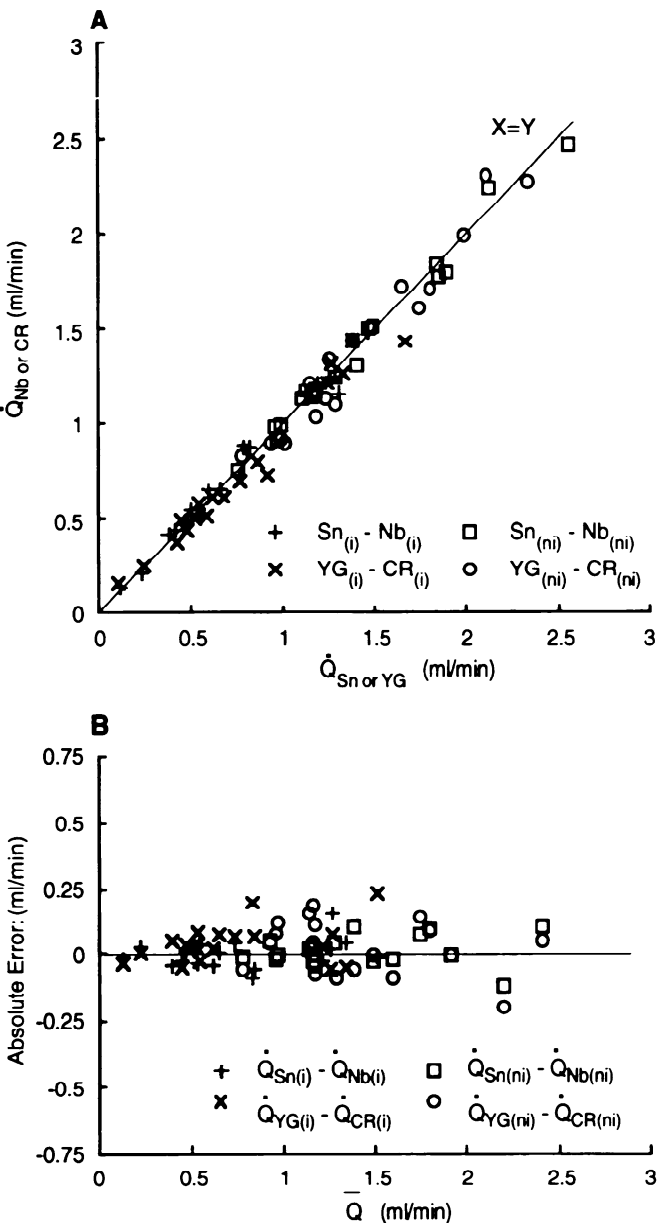 A
3
2.5
2
1.5
1
0.5
0
Q̇Nb or CR (ml/min)
X=Y
+ Sn(i) - Nb(i) □ Sn(ni) - Nb(ni)
× YG(i) - CR(i) ○ YG(ni) - CR(ni)
0 0.5 1 1.5 2 2.5 3
Q̇Sn or YG (ml/min)
B
0.75
0.5
0.25
0
-0.25
-0.5
-0.75
Absolute Error: (ml/min)
+ Q̇Sn(i) - Q̇Nb(i) □ Q̇Sn(ni) - Q̇Nb(ni)
× Q̇YG(i) - Q̇CR(i) ○ Q̇YG(ni) - Q̇CR(ni)
0 0.5 1 1.5 2 2.5 3
Q̅ (ml/min)